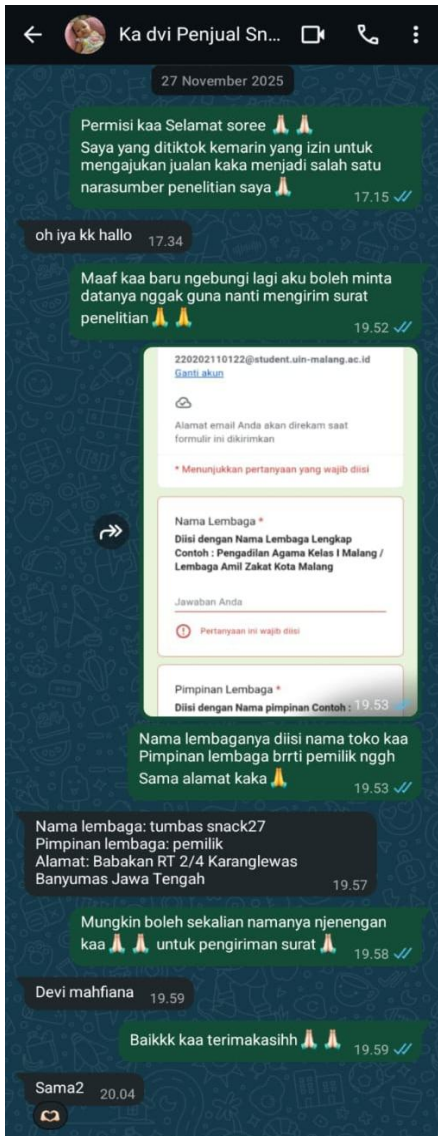 Ka dvi Penjual Sn...
27 November 2025
Permisi kaa Selamat soree 🙏🏻 🙏🏻
Saya yang ditiktok kemarin yang izin untuk
mengajukan jualan kaka menjadi salah satu
narasumber penelitian saya 🙏🏻
17.15
oh iya kk hallo
17.34
Maaf kaa baru ngebungi lagi aku boleh minta
datanya nggak guna nanti mengirim surat
penelitian 🙏 🙏
19.52
220202110122@student.uin-malang.ac.id
Ganti akun
Alamat email Anda akan direkam saat
formulir ini dikirimkan
* Menunjukkan pertanyaan yang wajib diisi
Nama Lembaga *
Diisi dengan Nama Lembaga Lengkap
Contoh : Pengadilan Agama Kelas I Malang /
Lembaga Amil Zakat Kota Malang
Jawaban Anda
Pertanyaan ini wajib diisi
Pimpinan Lembaga *
Diisi dengan Nama pimpinan Contoh :
19.53
Nama lembaganya diisi nama toko kaa
Pimpinan lembaga brrti pemilik nggh
Sama alamat kaka 🙏
19.53
Nama lembaga: tumbas snack27
Pimpinan lembaga: pemilik
Alamat: Babakan RT 2/4 Karanglewas
Banyumas Jawa Tengah
19.57
Mungkin boleh sekalian namanya njenengan
kaa 🙏🏻 🙏🏻 untuk pengiriman surat 🙏🏻
19.58
Devi mahfiana
19.59
Baikkk kaa terimakasihh 🙏🏻 🙏🏻
19.59
Sama2
20.04
🫶🏻